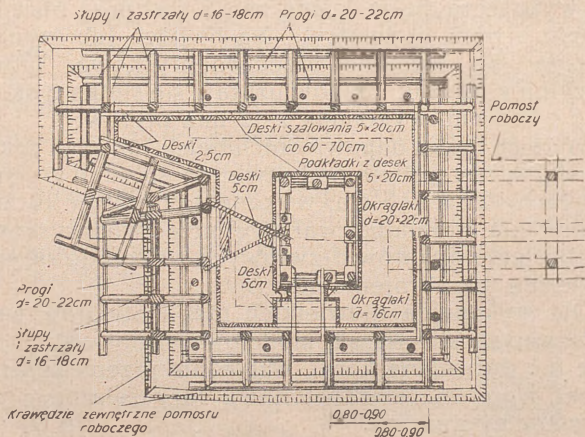 Słupy i zastrzały d=16-18cm
Progi d=20-22cm
Pomost
roboczy
Deski szalowania 5×20cm
co 60-70cm
Deski
2,5cm
Podkładki z desek
5×20cm
Deski
5cm
Okrąglaki
d=20÷22cm
Deski
5cm
Okrąglaki
d=16cm
Progi
d=20-22cm
Słupy
i zastrzały
d=16-18cm
Krawędzie zewnętrzne pomostu
roboczego
0,80-0,90
0,80-0,90